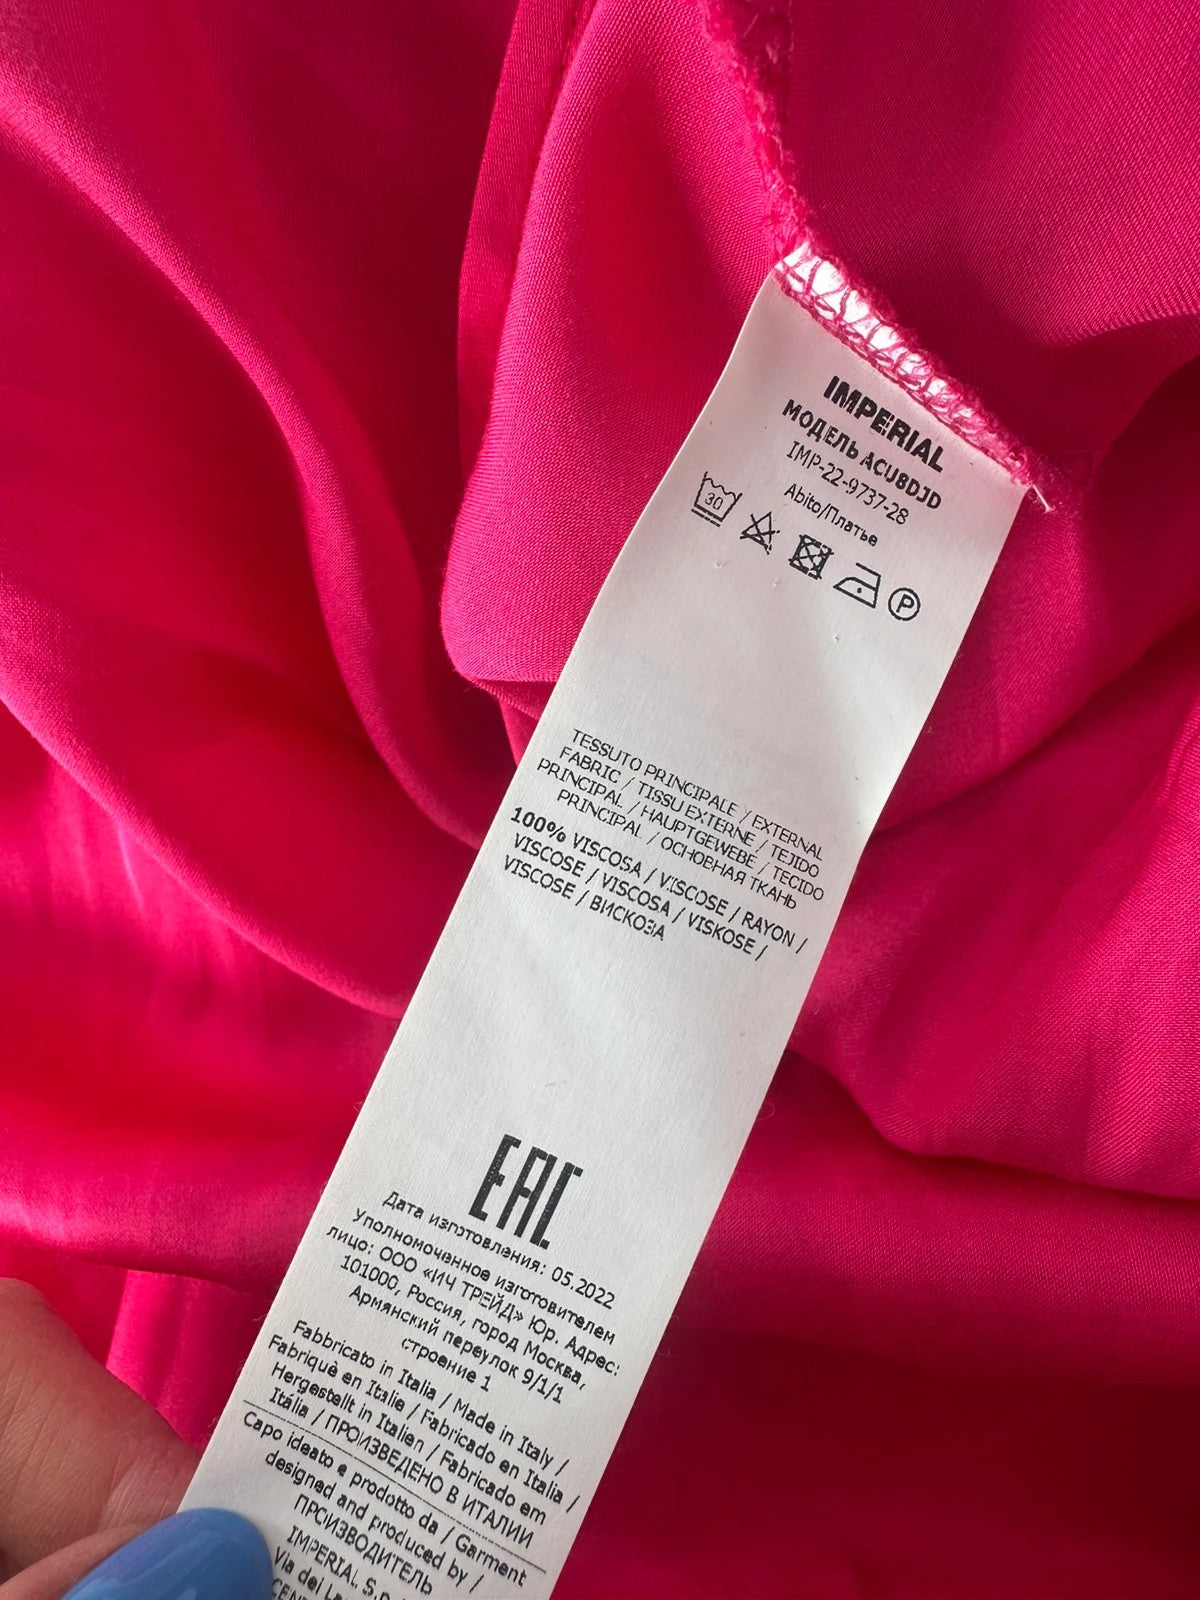 IMPERIAL
МОДЕЛЬ ACU8DJD
IMP-22-9737-28
Abito/Платье
30
P
TESSUTO PRINCIPALE / EXTERNAL
FABRIC / TISSU EXTERNE / TEJIDO
PRINCIPAL / HAUPTGEWEBE / TECIDO
PRINCIPAL / ОСНОВНАЯ ТКАНЬ
100% VISCOSA / VISCOSE / RAYON /
VISCOSE / VISCOSA / VISKOSE /
VISCOSE / ВИСКОЗА
EAC
Дата изготовления: 05.2022
Уполномоченное изготовителем
лицо: ООО «ИЧ ТРЕЙД» Юр. Адрес:
101000, Россия, город Москва,
Армянский переулок 9/1/1
строение 1
Fabbricato in Italia / Made in Italy /
Fabriquè en Italie / Fabricado en Italia /
Hergestellt in Italien / Fabricado em
Itália / ПРОИЗВЕДЕНО В ИТАЛИИ
Capo ideato e prodotto da / Garment
designed and produced by /
ПРОИЗВОДИТЕЛЬ
IMPERIAL S.P.
Via del